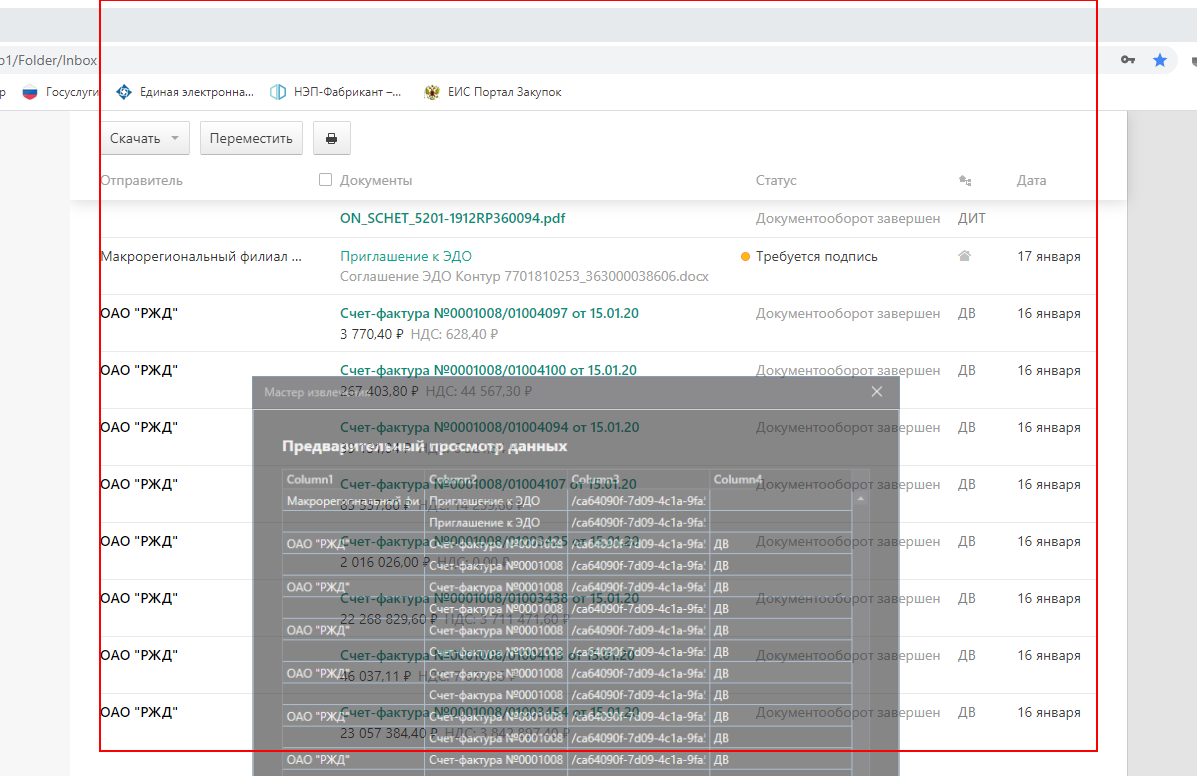 o1/Folder/Inbox
р Госуслуги Единая электронна... НЭП-Фабрикант –... ЕИС Портал Закупок
Скачать Переместить
Отправитель Документы Статус Дата
ON_SCHET_5201-1912RP360094.pdf Документооборот завершен ДИТ
Макрорегиональный филиал ... Приглашение к ЭДО Требуется подпись 17 января
Соглашение ЭДО Контур 7701810253_363000038606.docx
ОАО "РЖД" Счет-фактура №0001008/01004097 от 15.01.20 Документооборот завершен ДВ 16 января
3 770,40 ₽ НДС: 628,40 ₽
ОАО "РЖД" Счет-фактура №0001008/01004100 от 15.01.20 Документооборот завершен ДВ 16 января
267 403,80 ₽ НДС: 44 567,30 ₽
ОАО "РЖД" Счет-фактура №0001008/01004094 от 15.01.20 Документооборот завершен ДВ 16 января
ОАО "РЖД" Счет-фактура №0001008/01004107 от 15.01.20 Документооборот завершен ДВ 16 января
ОАО "РЖД" Документооборот завершен ДВ 16 января
2 016 026,00 ₽ НДС: 0,00 ₽
ОАО "РЖД" Счет-фактура №0001008/01003438 от 15.01.20 Документооборот завершен ДВ 16 января
22 268 829,60 ₽ НДС: 3 711 471,60 ₽
ОАО "РЖД" Документооборот завершен ДВ 16 января
46 037,11 ₽
ОАО "РЖД" Счет-фактура №0001008/01003454 от 15.01.20 Документооборот завершен ДВ 16 января
23 057 384,40 ₽ НДС: 3 842 897,40 ₽
Мастер извлечения
Предварительный просмотр данных
Column1 Column2 Column3 Column4
Макрорегиональный фи Приглашение к ЭДО /ca64090f-7d09-4c1a-9fa
Приглашение к ЭДО /ca64090f-7d09-4c1a-9fa
ОАО "РЖД" Счет-фактура №0001008 /ca64090f-7d09-4c1a-9fa ДВ
Счет-фактура №0001008 /ca64090f-7d09-4c1a-9fa ДВ
ОАО "РЖД" Счет-фактура №0001008 /ca64090f-7d09-4c1a-9fa ДВ
Счет-фактура №0001008 /ca64090f-7d09-4c1a-9fa ДВ
ОАО "РЖД" Счет-фактура №0001008 /ca64090f-7d09-4c1a-9fa ДВ
Счет-фактура №0001008 /ca64090f-7d09-4c1a-9fa ДВ
ОАО "РЖД" Счет-фактура №0001008 /ca64090f-7d09-4c1a-9fa ДВ
Счет-фактура №0001008 /ca64090f-7d09-4c1a-9fa ДВ
ОАО "РЖД" Счет-фактура №0001008 /ca64090f-7d09-4c1a-9fa ДВ
Счет-фактура №0001008 /ca64090f-7d09-4c1a-9fa ДВ
ОАО "РЖД" Счет-фактура №0001008 /ca64090f-7d09-4c1a-9fa ДВ